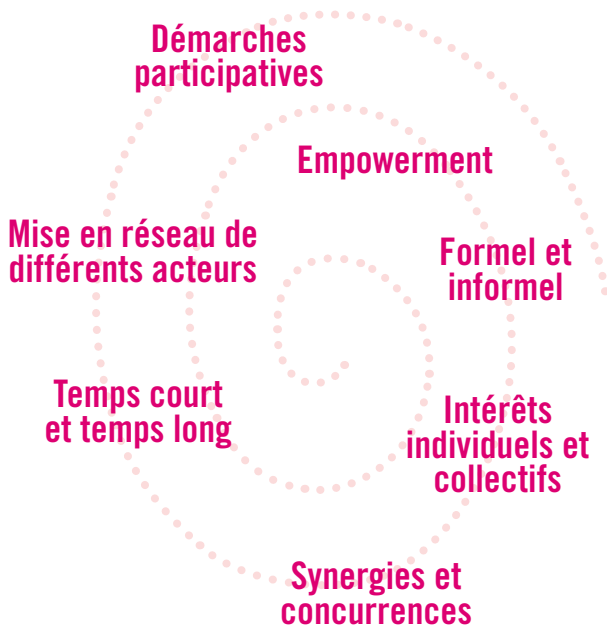 Démarches
participatives
Empowerment
Mise en réseau de
différents acteurs
Formel et
informel
Temps court
et temps long
Intérêts
individuels et
collectifs
Synergies et
concurrences